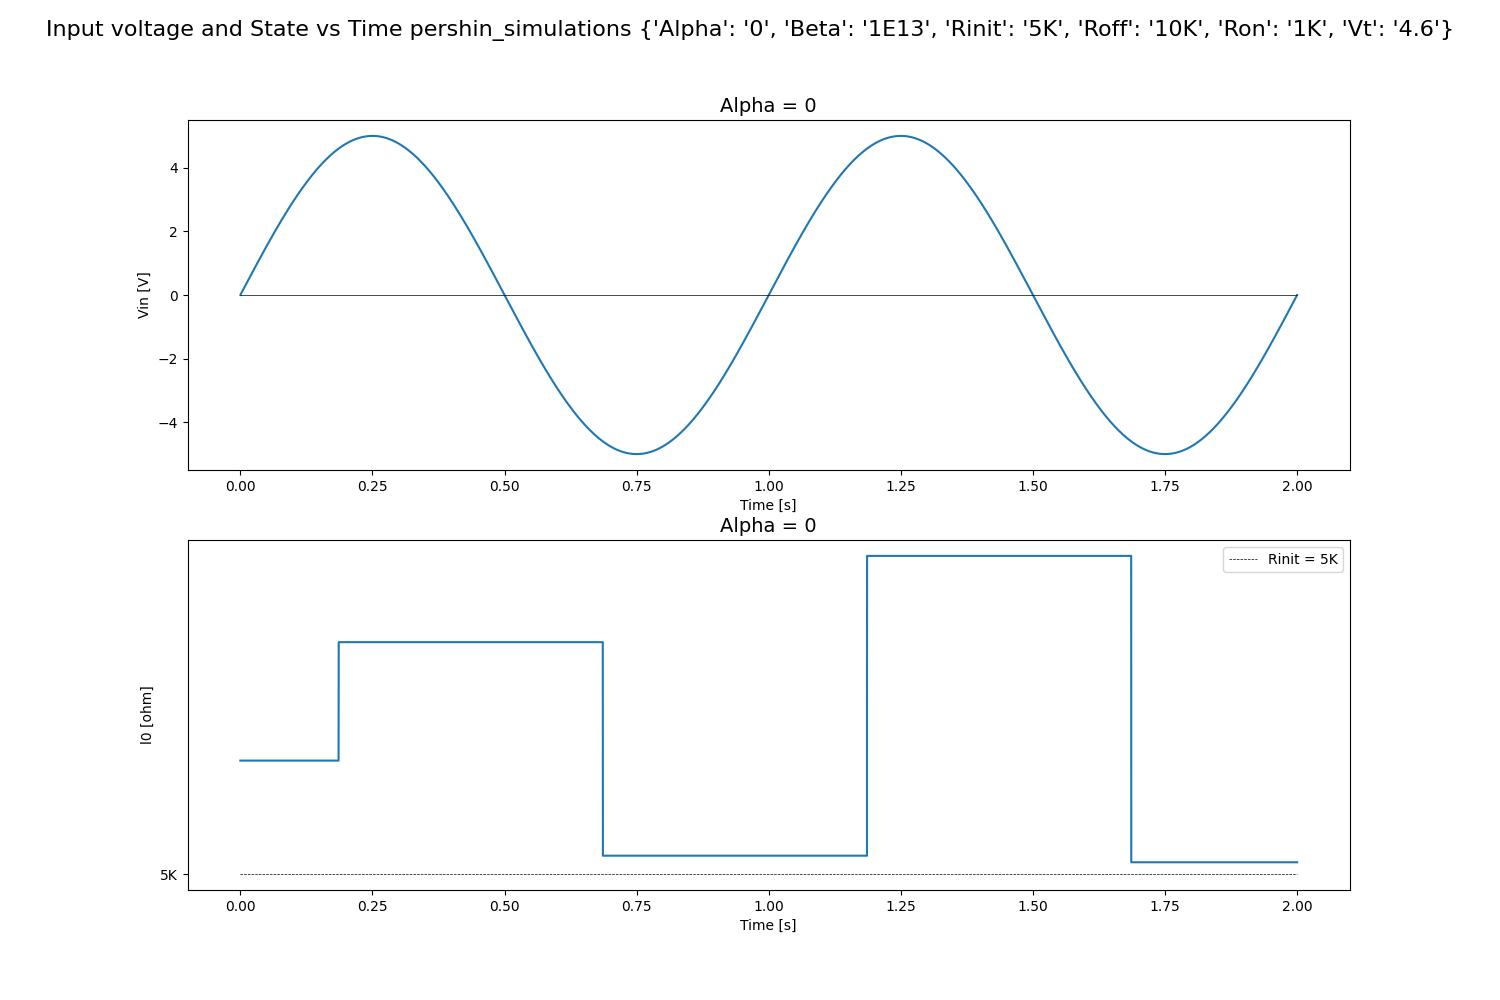 Input voltage and State vs Time pershin_simulations {'Alpha': '0', 'Beta': '1E13', 'Rinit': '5K', 'Roff': '10K', 'Ron': '1K', 'Vt': '4.6'}
Alpha = 0
4
2
0
−2
−4
Vin [V]
0.00 0.25 0.50 0.75 1.00 1.25 1.50 1.75 2.00
Time [s]
Alpha = 0
Rinit = 5K
l0 [ohm]
5K
0.00 0.25 0.50 0.75 1.00 1.25 1.50 1.75 2.00
Time [s]